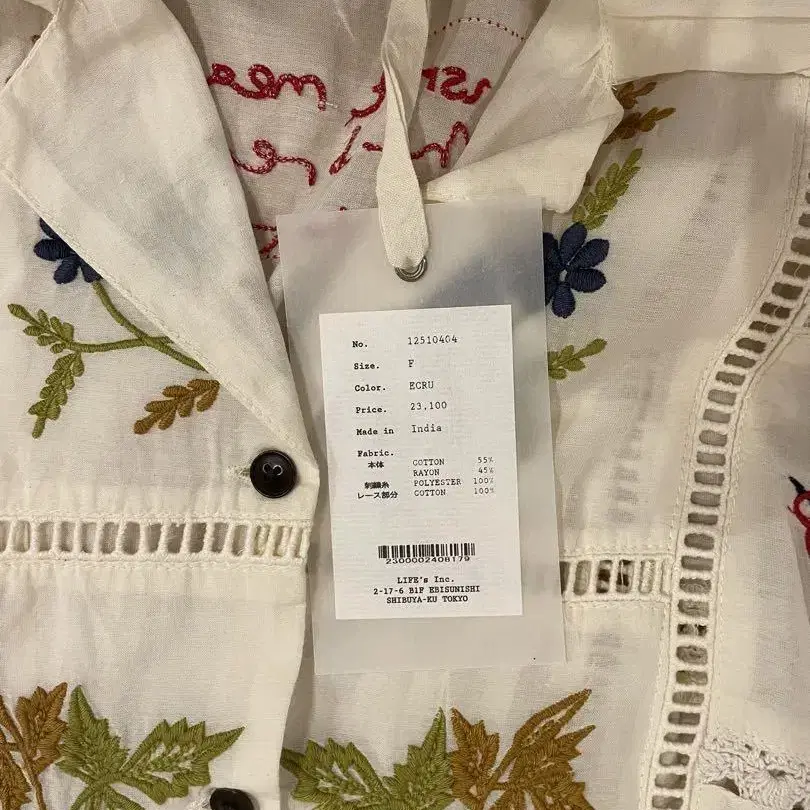 No. 12510404
Size. F
Color. ECRU
Price. 23,100
Made in India
Fabric.
本体 COTTON 55%
RAYON 45%
刺繍糸 POLYESTER 100%
レース部分 COTTON 100%
2300002408179
LIFE's Inc.
2-17-6 B1F EBISUNISHI
SHIBUYA-KU TOKYO